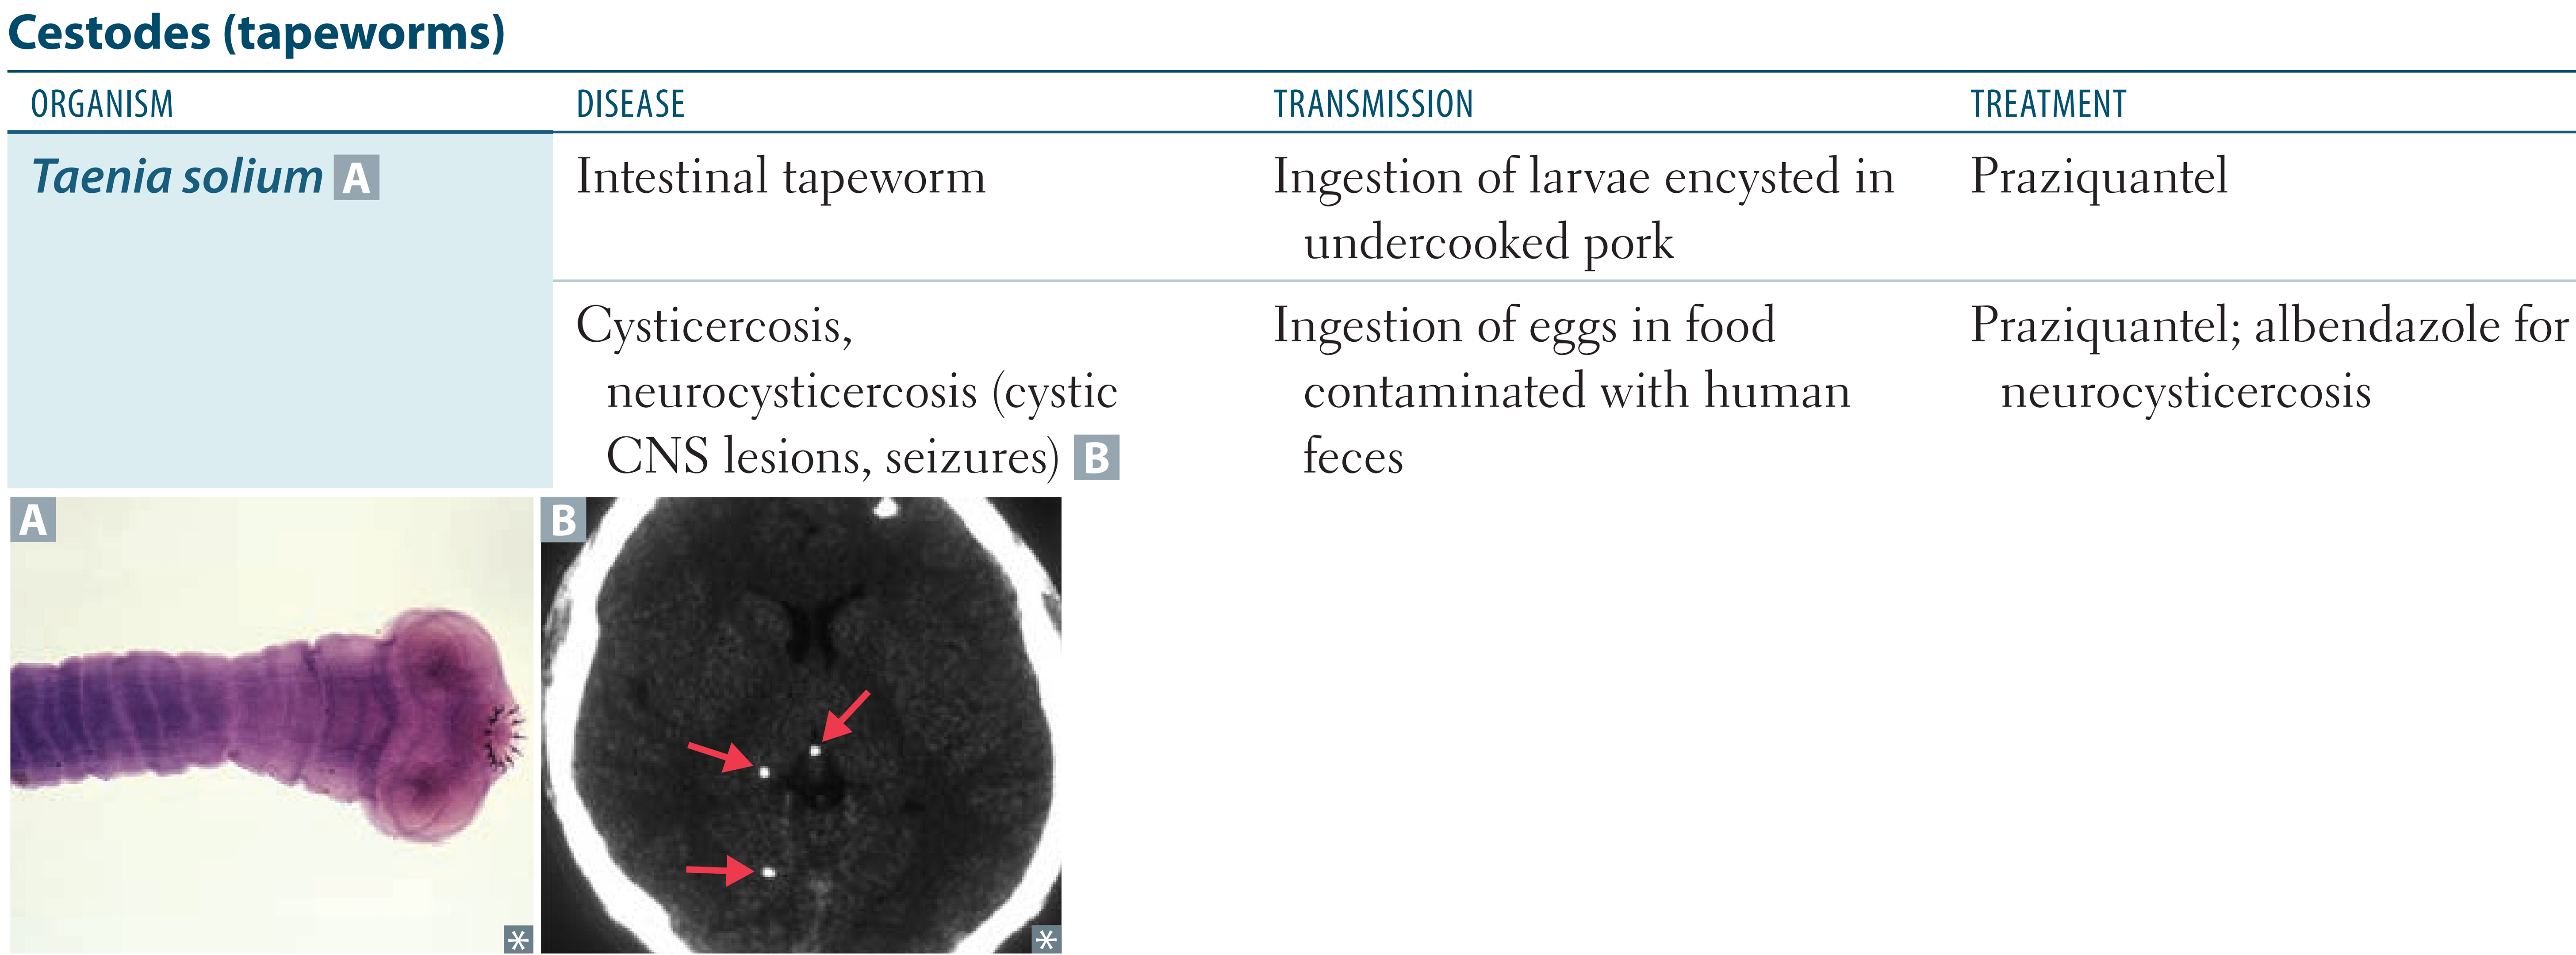 Cestodes (tapeworms)
ORGANISM DISEASE TRANSMISSION TREATMENT
Taenia solium A
Intestinal tapeworm
Ingestion of larvae encysted in
undercooked pork
Praziquantel
Cysticercosis,
neurocysticercosis (cystic
CNS lesions, seizures) B
Ingestion of eggs in food
contaminated with human
feces
Praziquantel; albendazole for
neurocysticercosis
A
B
*
*